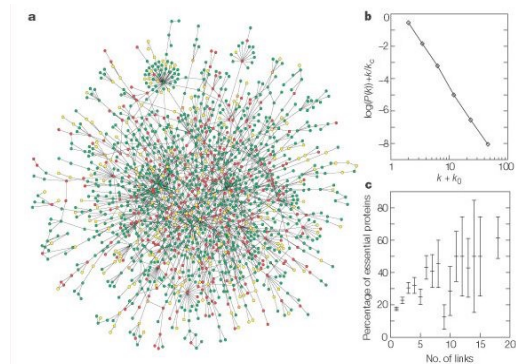 a
b
0
−2
−4
−6
−8
log(P(k))+k/kc
1
10
100
k + k0
c
80
60
40
20
0
Percentage of essential proteins
0
5
10
15
20
No. of links